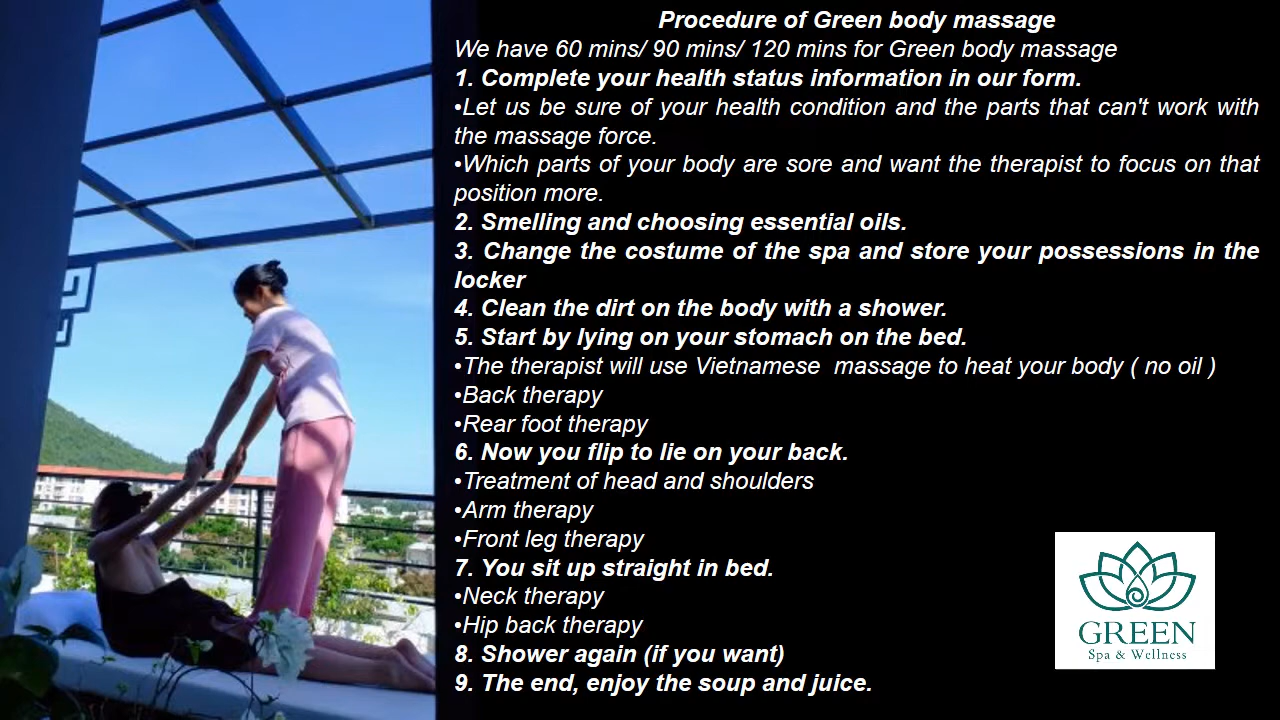 Procedure of Green body massage
We have 60 mins/ 90 mins/ 120 mins for Green body massage
1. Complete your health status information in our form.
•Let us be sure of your health condition and the parts that can't work with
the massage force.
•Which parts of your body are sore and want the therapist to focus on that
position more.
2. Smelling and choosing essential oils.
3. Change the costume of the spa and store your possessions in the
locker
4. Clean the dirt on the body with a shower.
5. Start by lying on your stomach on the bed.
•The therapist will use Vietnamese  massage to heat your body ( no oil )
•Back therapy
•Rear foot therapy
6. Now you flip to lie on your back.
•Treatment of head and shoulders
•Arm therapy
•Front leg therapy
7. You sit up straight in bed.
•Neck therapy
•Hip back therapy
8. Shower again (if you want)
9. The end, enjoy the soup and juice.
GREEN
Spa & Wellness